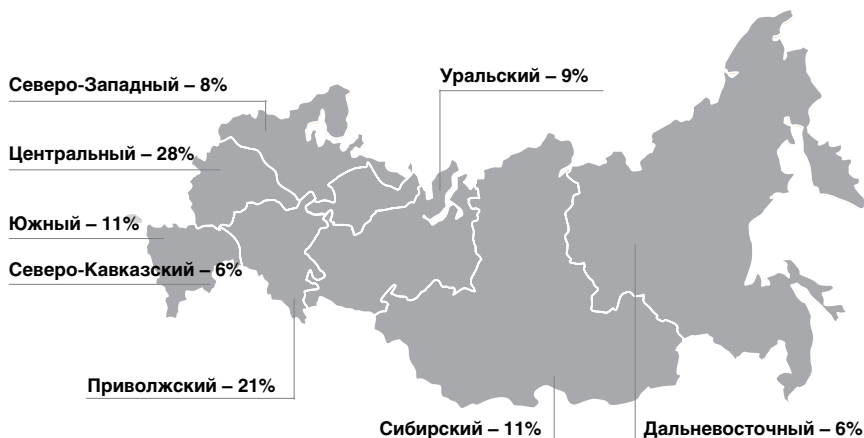 Северо-Западный – 8%
Уральский – 9%
Центральный – 28%
Южный – 11%
Северо-Кавказский – 6%
Приволжский – 21%
Сибирский – 11%
Дальневосточный – 6%